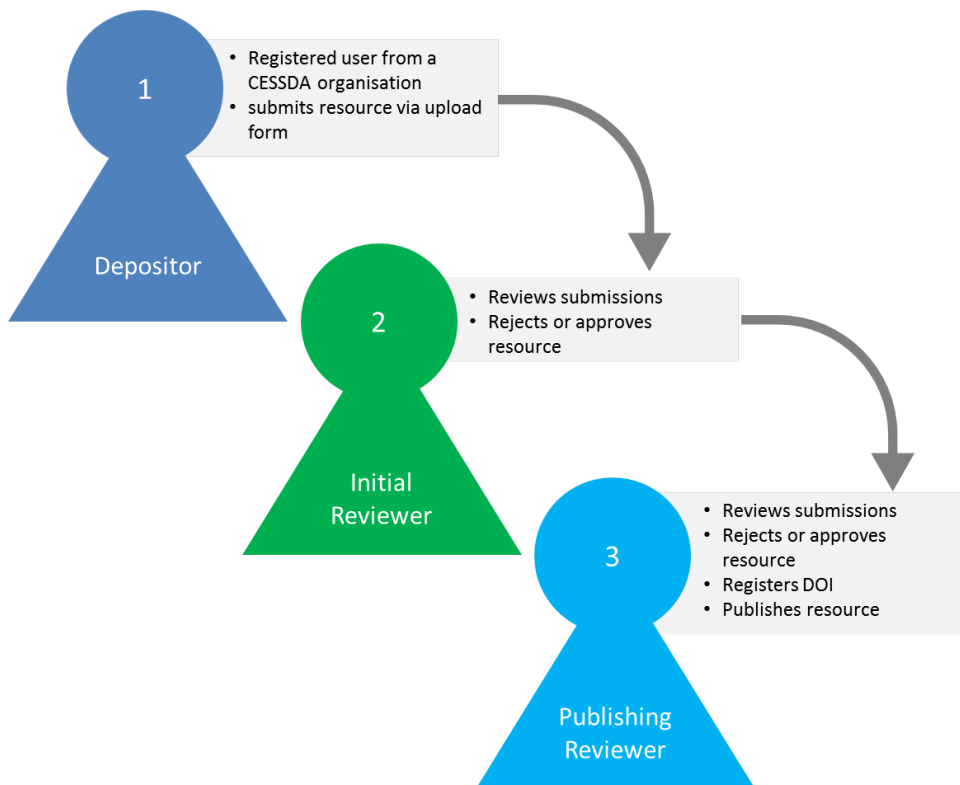 1
• Registered user from a
CESSDA organisation
• submits resource via upload
form
Depositor
2
• Reviews submissions
• Rejects or approves
resource
Initial
Reviewer
3
• Reviews submissions
• Rejects or approves
resource
• Registers DOI
• Publishes resource
Publishing
Reviewer